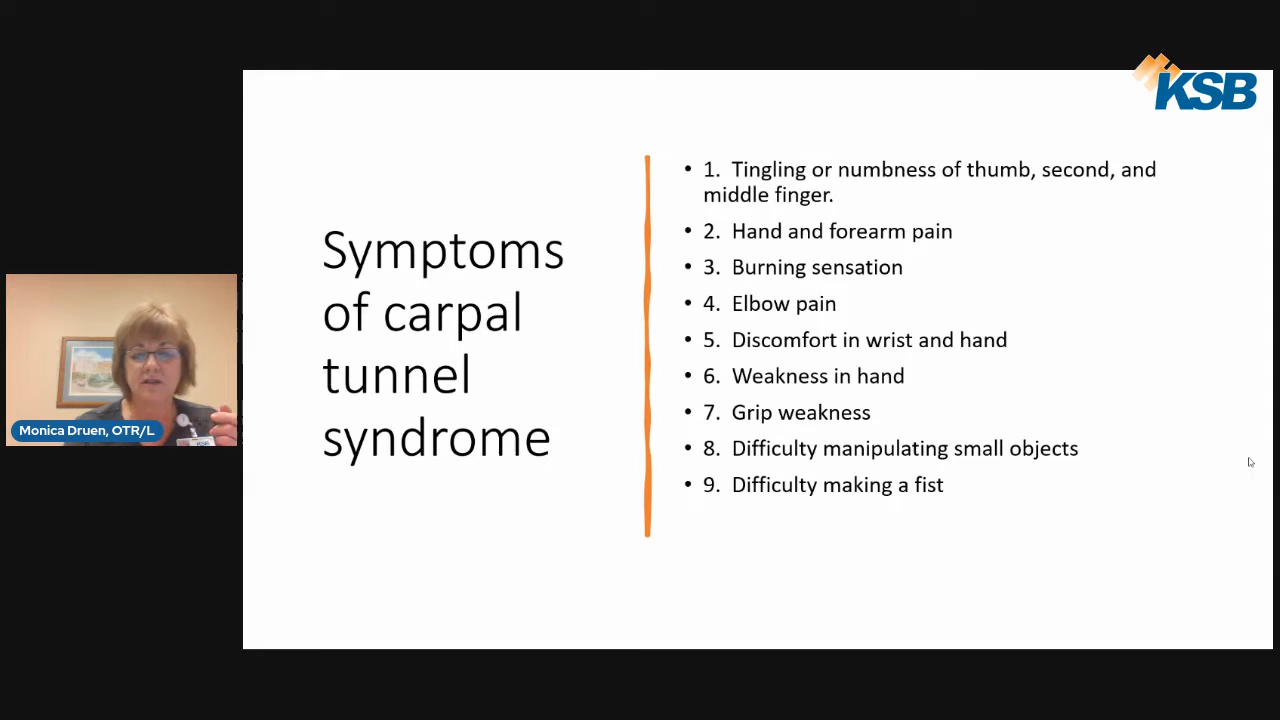 KSB
Symptoms
of carpal
tunnel
syndrome
• 1. Tingling or numbness of thumb, second, and
middle finger.
• 2. Hand and forearm pain
• 3. Burning sensation
• 4. Elbow pain
• 5. Discomfort in wrist and hand
• 6. Weakness in hand
• 7. Grip weakness
• 8. Difficulty manipulating small objects
• 9. Difficulty making a fist
Monica Druen, OTR/L
KSB